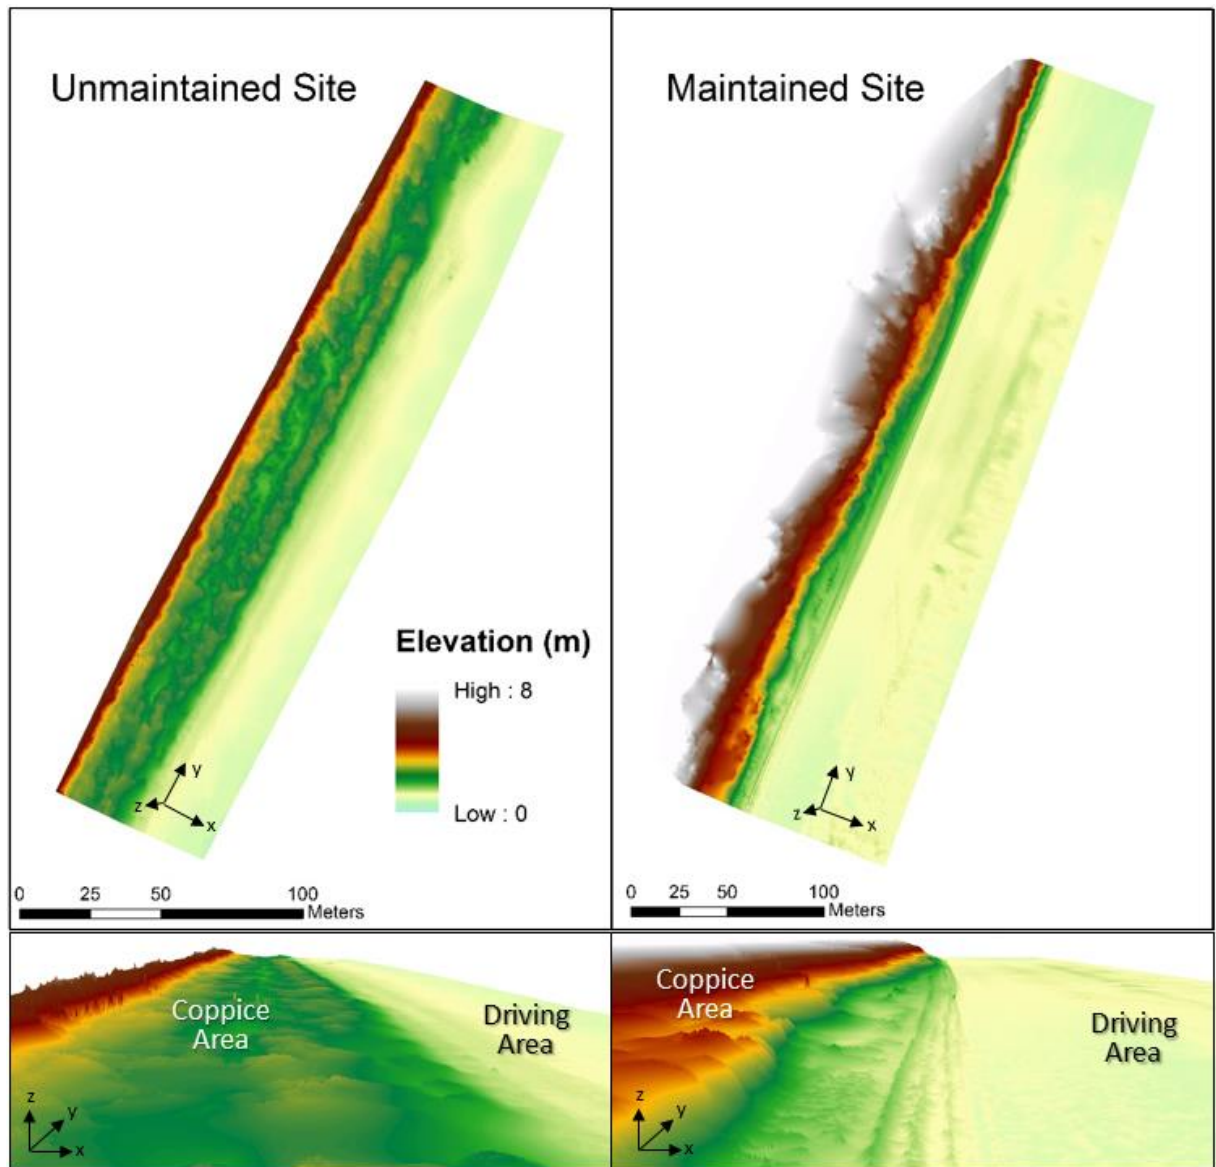 Unmaintained Site
Maintained Site
Elevation (m)
High : 8
Low : 0
y
z
x
y
z
x
0 25 50 100
Meters
0 25 50 100
Meters
Coppice
Area
Driving
Area
z
y
x
Coppice
Area
Driving
Area
z
y
x